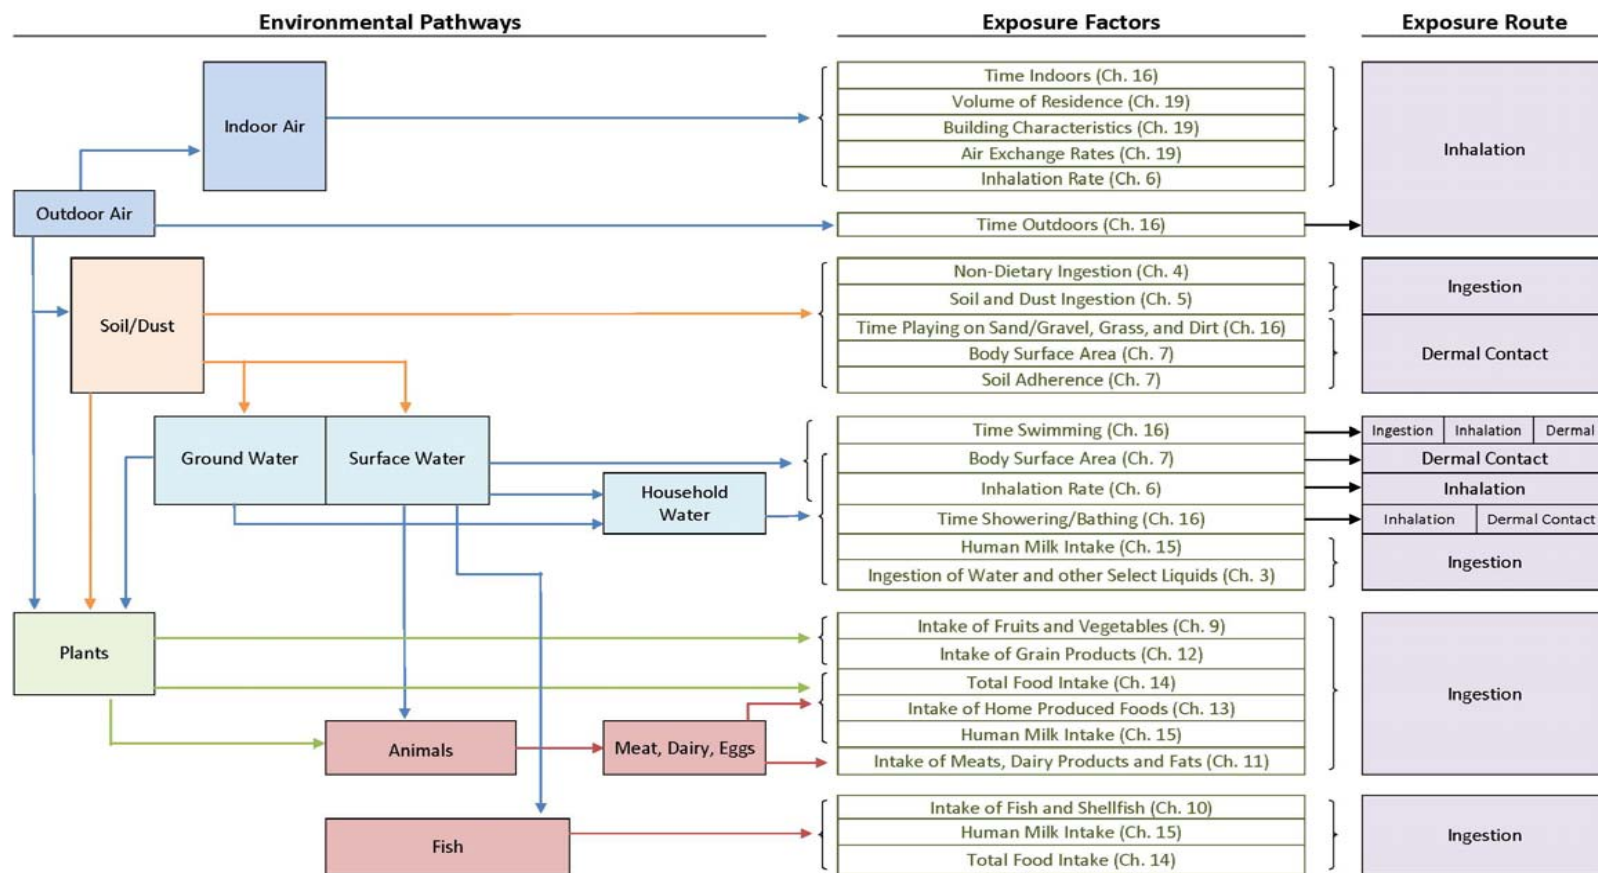 Environmental Pathways
Exposure Factors
Exposure Route
Indoor Air
Outdoor Air
Time Indoors (Ch. 16)
Volume of Residence (Ch. 19)
Building Characteristics (Ch. 19)
Air Exchange Rates (Ch. 19)
Inhalation Rate (Ch. 6)
Time Outdoors (Ch. 16)
Inhalation
Soil/Dust
Non-Dietary Ingestion (Ch. 4)
Soil and Dust Ingestion (Ch. 5)
Time Playing on Sand/Gravel, Grass, and Dirt (Ch. 16)
Body Surface Area (Ch. 7)
Soil Adherence (Ch. 7)
Ingestion
Dermal Contact
Ground Water
Surface Water
Household
Water
Time Swimming (Ch. 16)
Body Surface Area (Ch. 7)
Inhalation Rate (Ch. 6)
Time Showering/Bathing (Ch. 16)
Human Milk Intake (Ch. 15)
Ingestion of Water and other Select Liquids (Ch. 3)
Ingestion
Inhalation
Dermal
Dermal Contact
Inhalation
Inhalation
Dermal Contact
Ingestion
Plants
Animals
Meat, Dairy, Eggs
Intake of Fruits and Vegetables (Ch. 9)
Intake of Grain Products (Ch. 12)
Total Food Intake (Ch. 14)
Intake of Home Produced Foods (Ch. 13)
Human Milk Intake (Ch. 15)
Intake of Meats, Dairy Products and Fats (Ch. 11)
Ingestion
Fish
Intake of Fish and Shellfish (Ch. 10)
Human Milk Intake (Ch. 15)
Total Food Intake (Ch. 14)
Ingestion